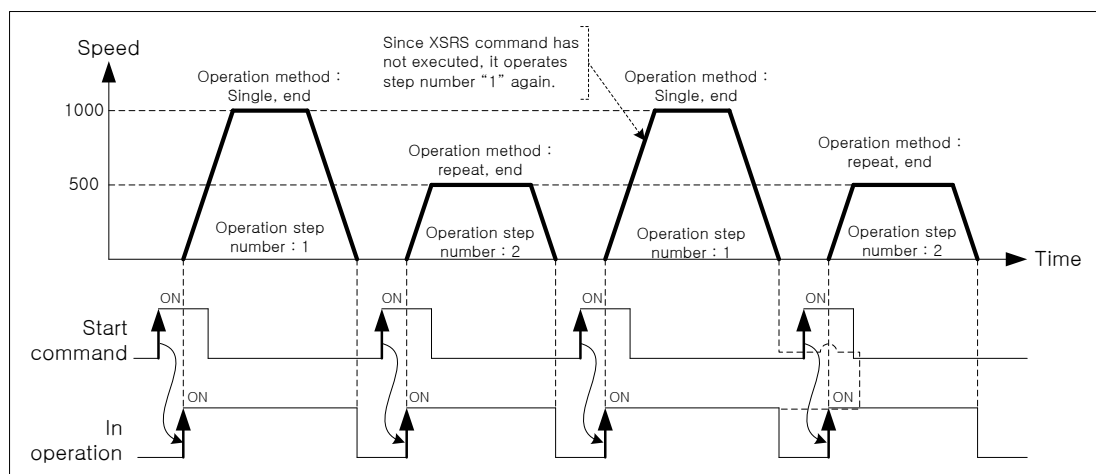 Speed
Since XSRS command has
not executed, it operates
step number “1” again.
Operation method :
Single, end
Operation method :
Single, end
1000
Operation method :
repeat, end
Operation method :
repeat, end
500
Operation step
number : 1
Operation step
number : 2
Operation step
number : 1
Operation step
number : 2
Time
ON
ON
ON
ON
Start
command
ON
ON
ON
ON
In
operation